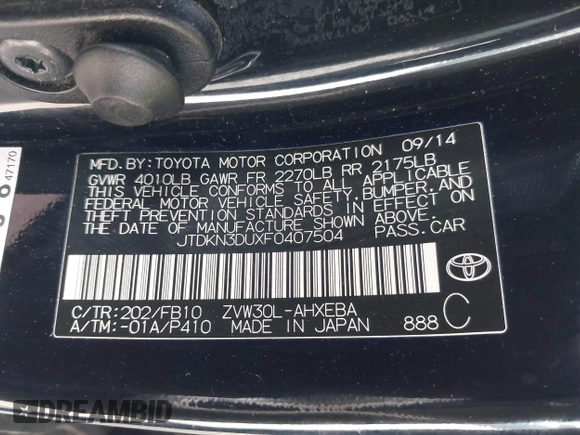 47170
MFD.BY:TOYOTA MOTOR CORPORATION 09/14
GVWR 4010LB GAWR FR 2270LB RR 2175LB
THIS VEHICLE CONFORMS TO ALL APPLICABLE
FEDERAL MOTOR VEHICLE SAFETY,BUMPER,AND
THEFT PREVENTION STANDARDS IN EFFECT ON
THE DATE OF MANUFACTURE SHOWN ABOVE.
JTDKN3DUXF0407504 PASS.CAR
TOYOTA
C/TR:202/FB10 ZVW30L-AHXEBA
A/TM:-01A/P410 MADE IN JAPAN 888 C
DREAMBID